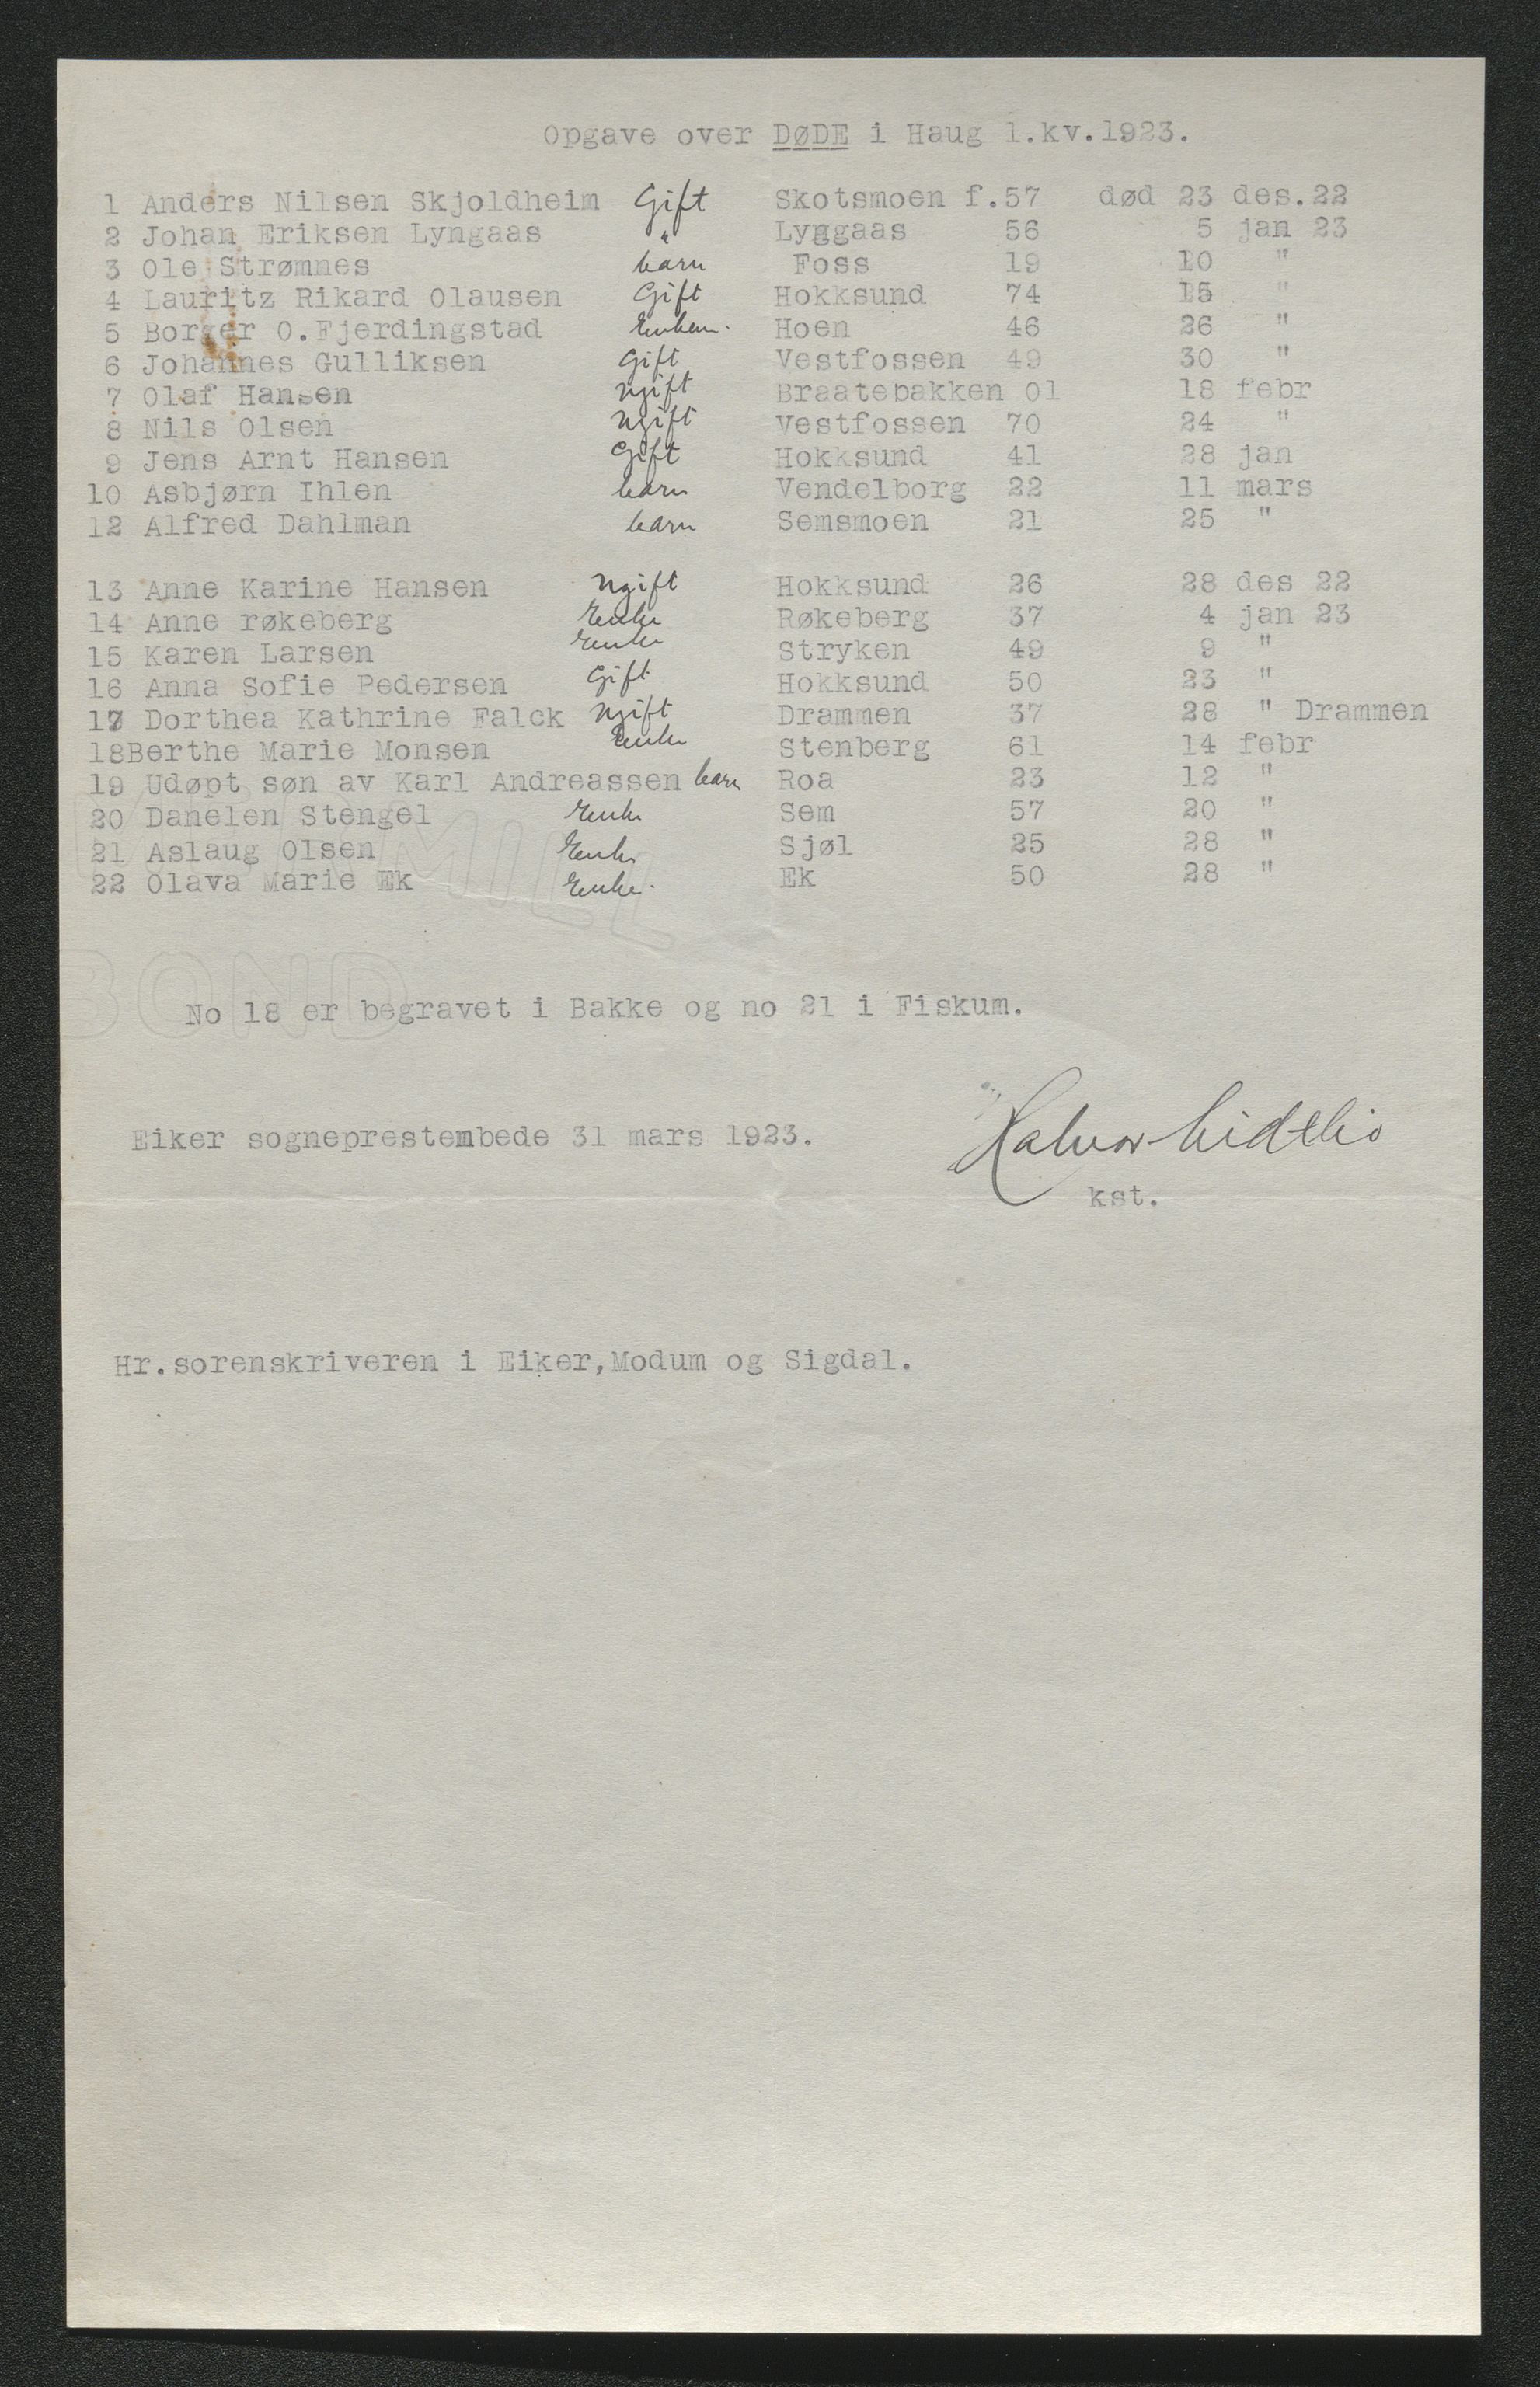 Opgave over DØDE i Haug 1.kv.1923.
1 Anders Nilsen Skjoldheim Gift Skotsmoen f.57 død 23 des.22
2 Johan Eriksen Lyngaas " Lyggaas 56 5 jan 23
3 Ole Strømnes barn Foss 19 10 "
4 Lauritz Rikard Olausen Gift Hokksund 74 15 "
5 Borger O.Fjerdingstad Enkem. Hoen 46 26 "
6 Johannes Gulliksen Gift Vestfossen 49 30 "
7 Olaf Hansen Ugift Braatebakken 01 18 febr
8 Nils Olsen Ugift Vestfossen 70 24 "
9 Jens Arnt Hansen Gift Hokksund 41 28 jan
10 Asbjørn Ihlen barn Vendelborg 22 11 mars
12 Alfred Dahlman barn Semsmoen 21 25 "
13 Anne Karine Hansen Ugift Hokksund 26 28 des 22
14 Anne røkeberg Enke Røkeberg 37 4 jan 23
15 Karen Larsen Enke Stryken 49 9 "
16 Anna Sofie Pedersen Gift Hokksund 50 23 "
17 Dorthea Kathrine Falck Ugift Drammen 37 28 " Drammen
18Berthe Marie Monsen Enke Stenberg 61 14 febr
19 Udøpt søn av Karl Andreassen barn Roa 23 12 "
20 Danelen Stengel Enke Sem 57 20 "
21 Aslaug Olsen Enke Sjøl 25 28 "
22 Olava Marie Ek Enke. Ek 50 28 "
MILL
BOND
No 18 er begravet i Bakke og no 21 i Fiskum.
Eiker sogneprestembede 31 mars 1923. Halvor Midtlio
kst.
Hr.sorenskriveren i Eiker,Modum og Sigdal.